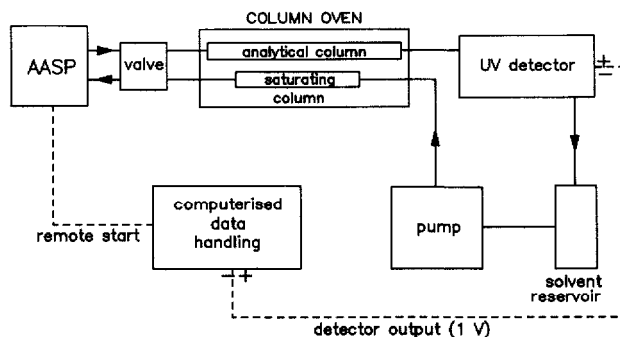 COLUMN OVEN
AASP
valve
analytical column
saturating
column
UV detector
+
-
computerised
data
handling
- +
remote start
pump
solvent
reservoir
detector output (1 V)